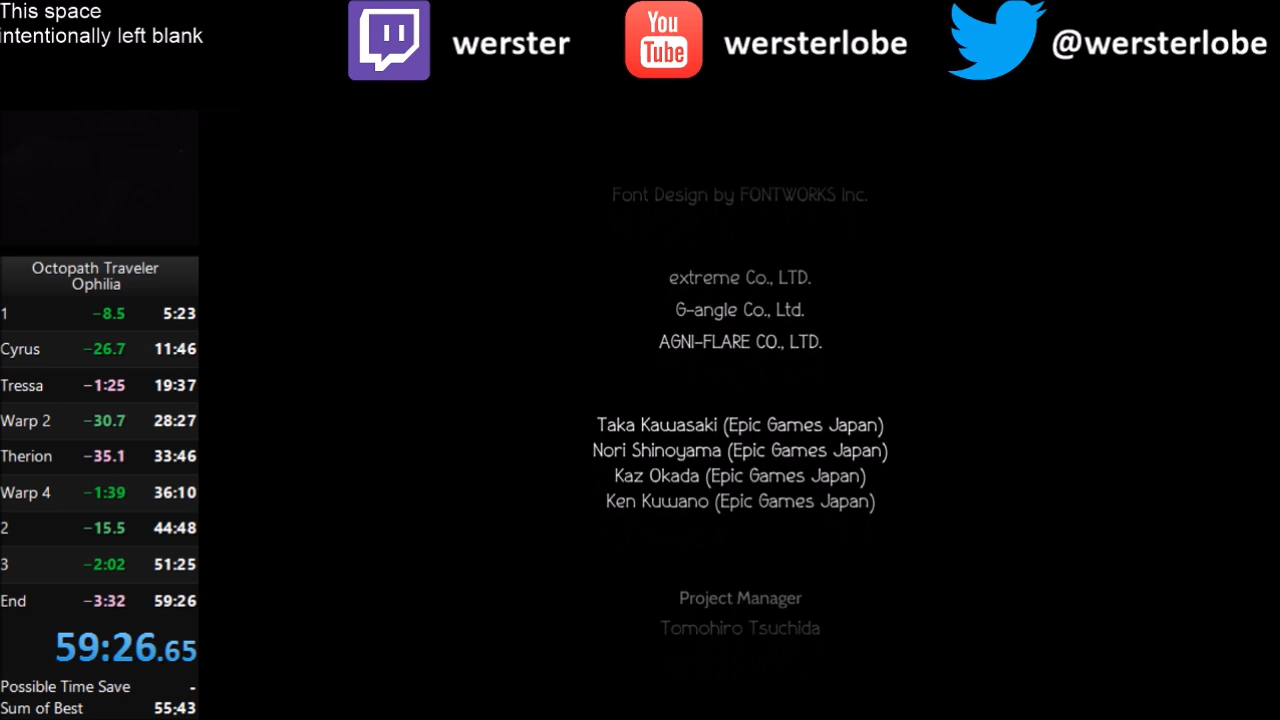 This space
intentionally left blank
werster
You
Tube
wersterlobe
@wersterlobe
Octopath Traveler
Ophilia
1 −8.5 5:23
Cyrus −26.7 11:46
Tressa −1:25 19:37
Warp 2 −30.7 28:27
Therion −35.1 33:46
Warp 4 −1:39 36:10
2 −15.5 44:48
3 −2:02 51:25
End −3:32 59:26
59:26.65
Possible Time Save -
Sum of Best 55:43
Font Design by FONTWORKS Inc.
extreme Co., LTD.
G-angle Co., Ltd.
AGNI-FLARE CO., LTD.
Taka Kawasaki (Epic Games Japan)
Nori Shinoyama (Epic Games Japan)
Kaz Okada (Epic Games Japan)
Ken Kuwano (Epic Games Japan)
Project Manager
Tomohiro Tsuchida